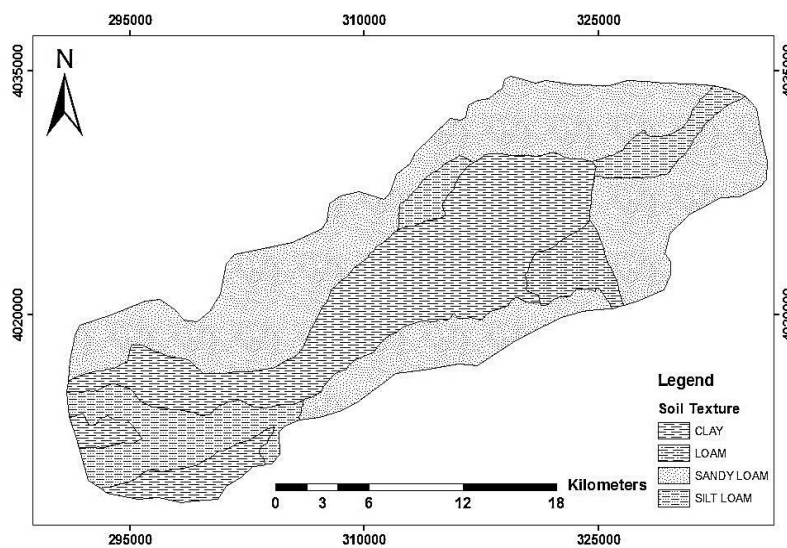 295000 310000 325000
4035000 4035000
N
4020000 4020000
Legend
Soil Texture
CLAY
LOAM
SANDY LOAM
SILT LOAM
Kilometers
0 3 6 12 18
295000 310000 325000